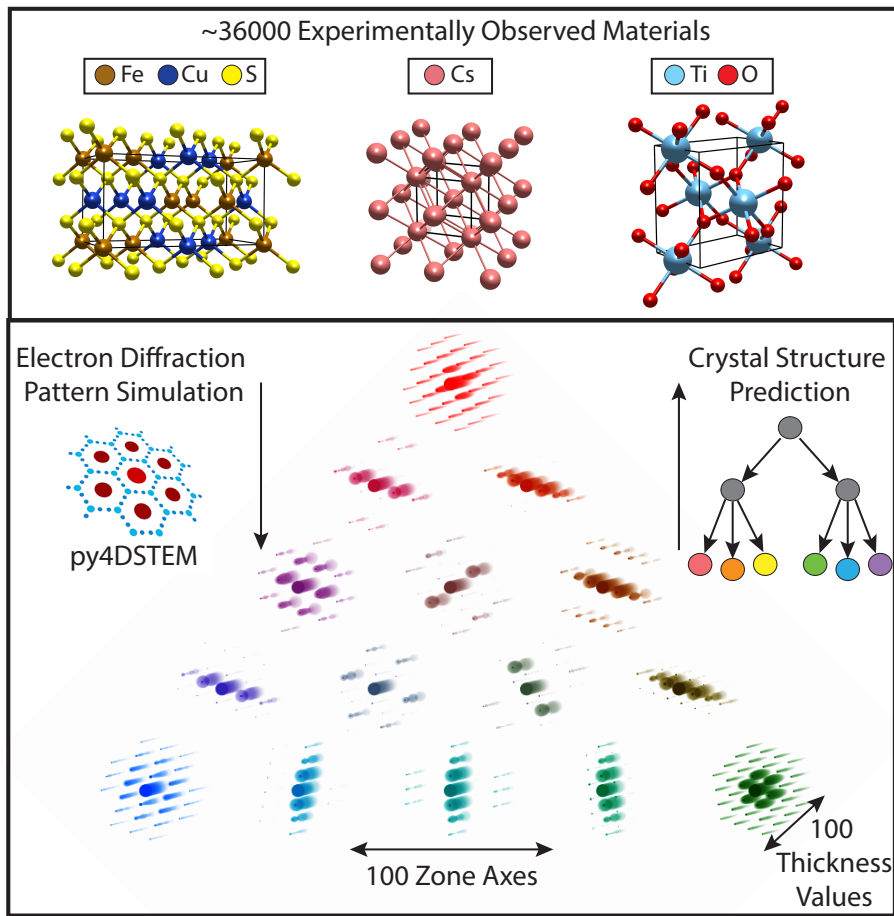 ~36000 Experimentally Observed Materials
Fe Cu S
Cs
Ti O
Electron Diffraction
Pattern Simulation
py4DSTEM
Crystal Structure
Prediction
100 Zone Axes
100
Thickness
Values